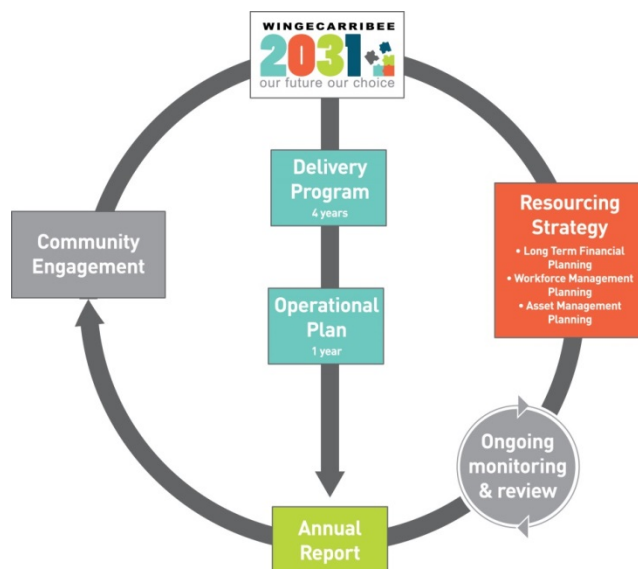 WINGECARRIBEE
2031
our future our choice
Delivery
Program
4 years
Community
Engagement
Resourcing
Strategy
• Long Term Financial
Planning
• Workforce Management
Planning
• Asset Management
Planning
Operational
Plan
1 year
Ongoing
monitoring
& review
Annual
Report